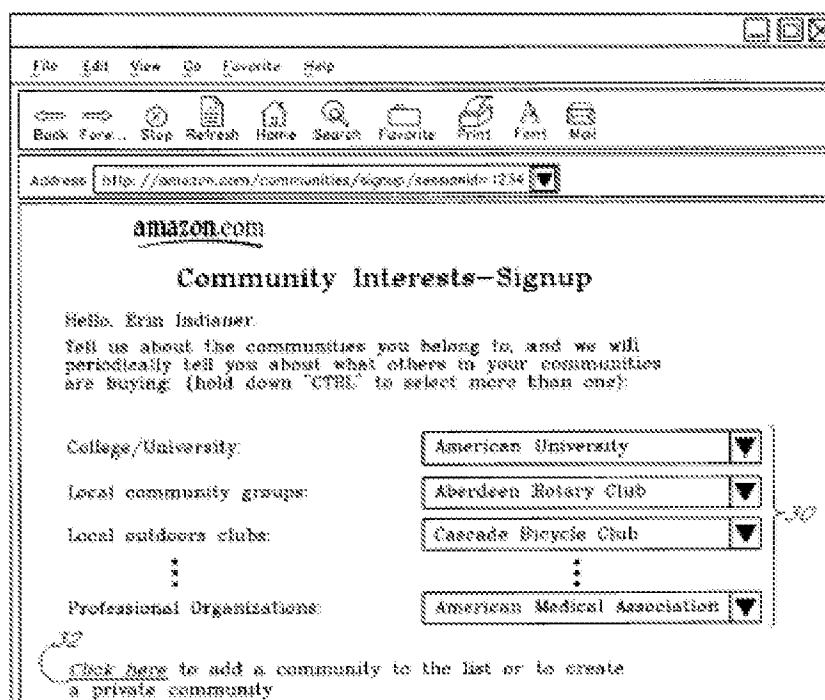 File Edit View Go Favorite Help
Back Forw... Stop Refresh Home Search Favorite Print Font Mail
Address http://amazon.com/communities/signup/sessionid=1234
amazon.com
Community Interests—Signup
Hello, Erin Indianer.
Tell us about the communities you belong to, and we will
periodically tell you about what others in your communities
are buying: (hold down "CTRL" to select more than one):
College/University: American University
Local community groups: Aberdeen Rotary Club
Local outdoors clubs: Cascade Bicycle Club
30
Professional Organizations: American Medical Association
32
Click here to add a community to the list or to create
a private community